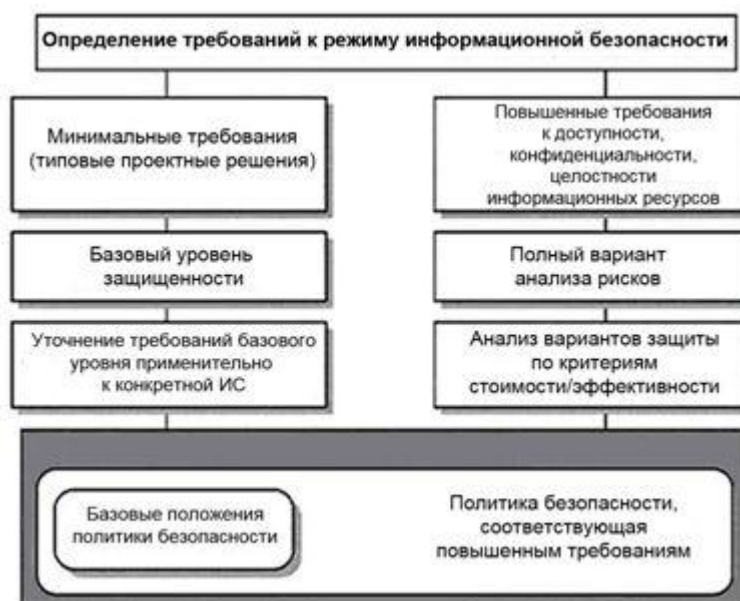 Определение требований к режиму информационной безопасности
Минимальные требования
(типовые проектные решения)
Повышенные требования
к доступности,
конфиденциальности,
целостности
информационных ресурсов
Базовый уровень
защищенности
Полный вариант
анализа рисков
Уточнение требований базового
уровня применительно
к конкретной ИС
Анализ вариантов защиты
по критериям
стоимости/эффективности
Базовые положения
политики безопасности
Политика безопасности,
соответствующая
повышенным требованиям